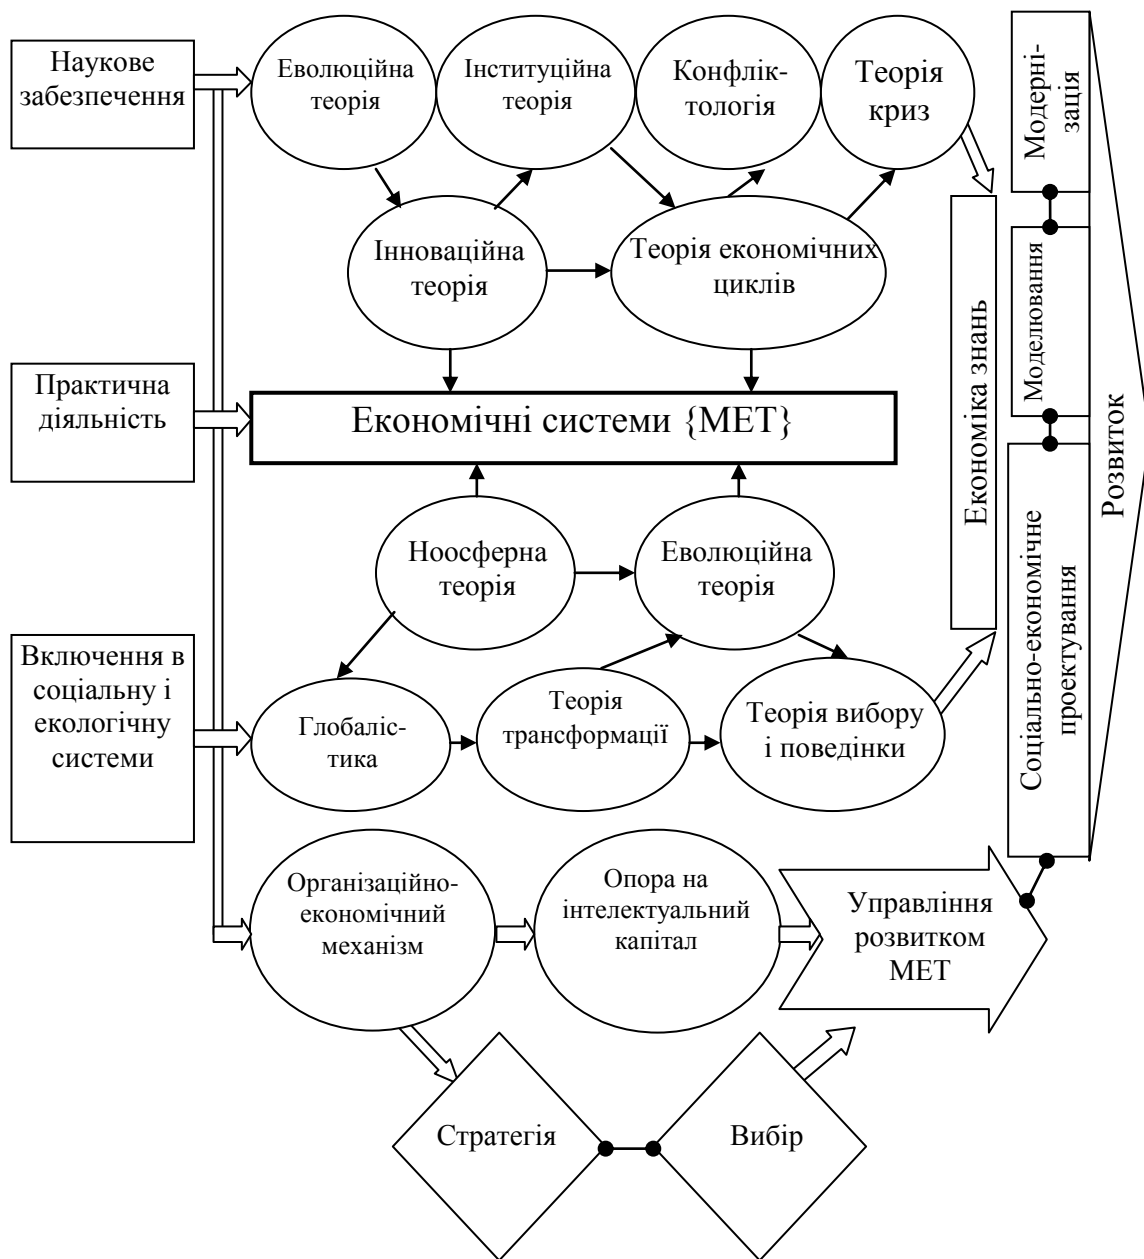 Наукове
забезпечення
Еволюційна
теорія
Інституційна
теорія
Конфлік-
тологія
Теорія
криз
Модерні-
зація
Інноваційна
теорія
Теорія економічних
циклів
Моделювання
Економіка знань
Розвиток
Практична
діяльність
Економічні системи {МЕТ}
Ноосферна
теорія
Еволюційна
теорія
Соціально-економічне
проектування
Включення в
соціальну і
екологічну
системи
Глобаліс-
тика
Теорія
трансформації
Теорія вибору
і поведінки
Організаційно-
економічний
механізм
Опора на
інтелектуальний
капітал
Управління
розвитком
МЕТ
Стратегія
Вибір